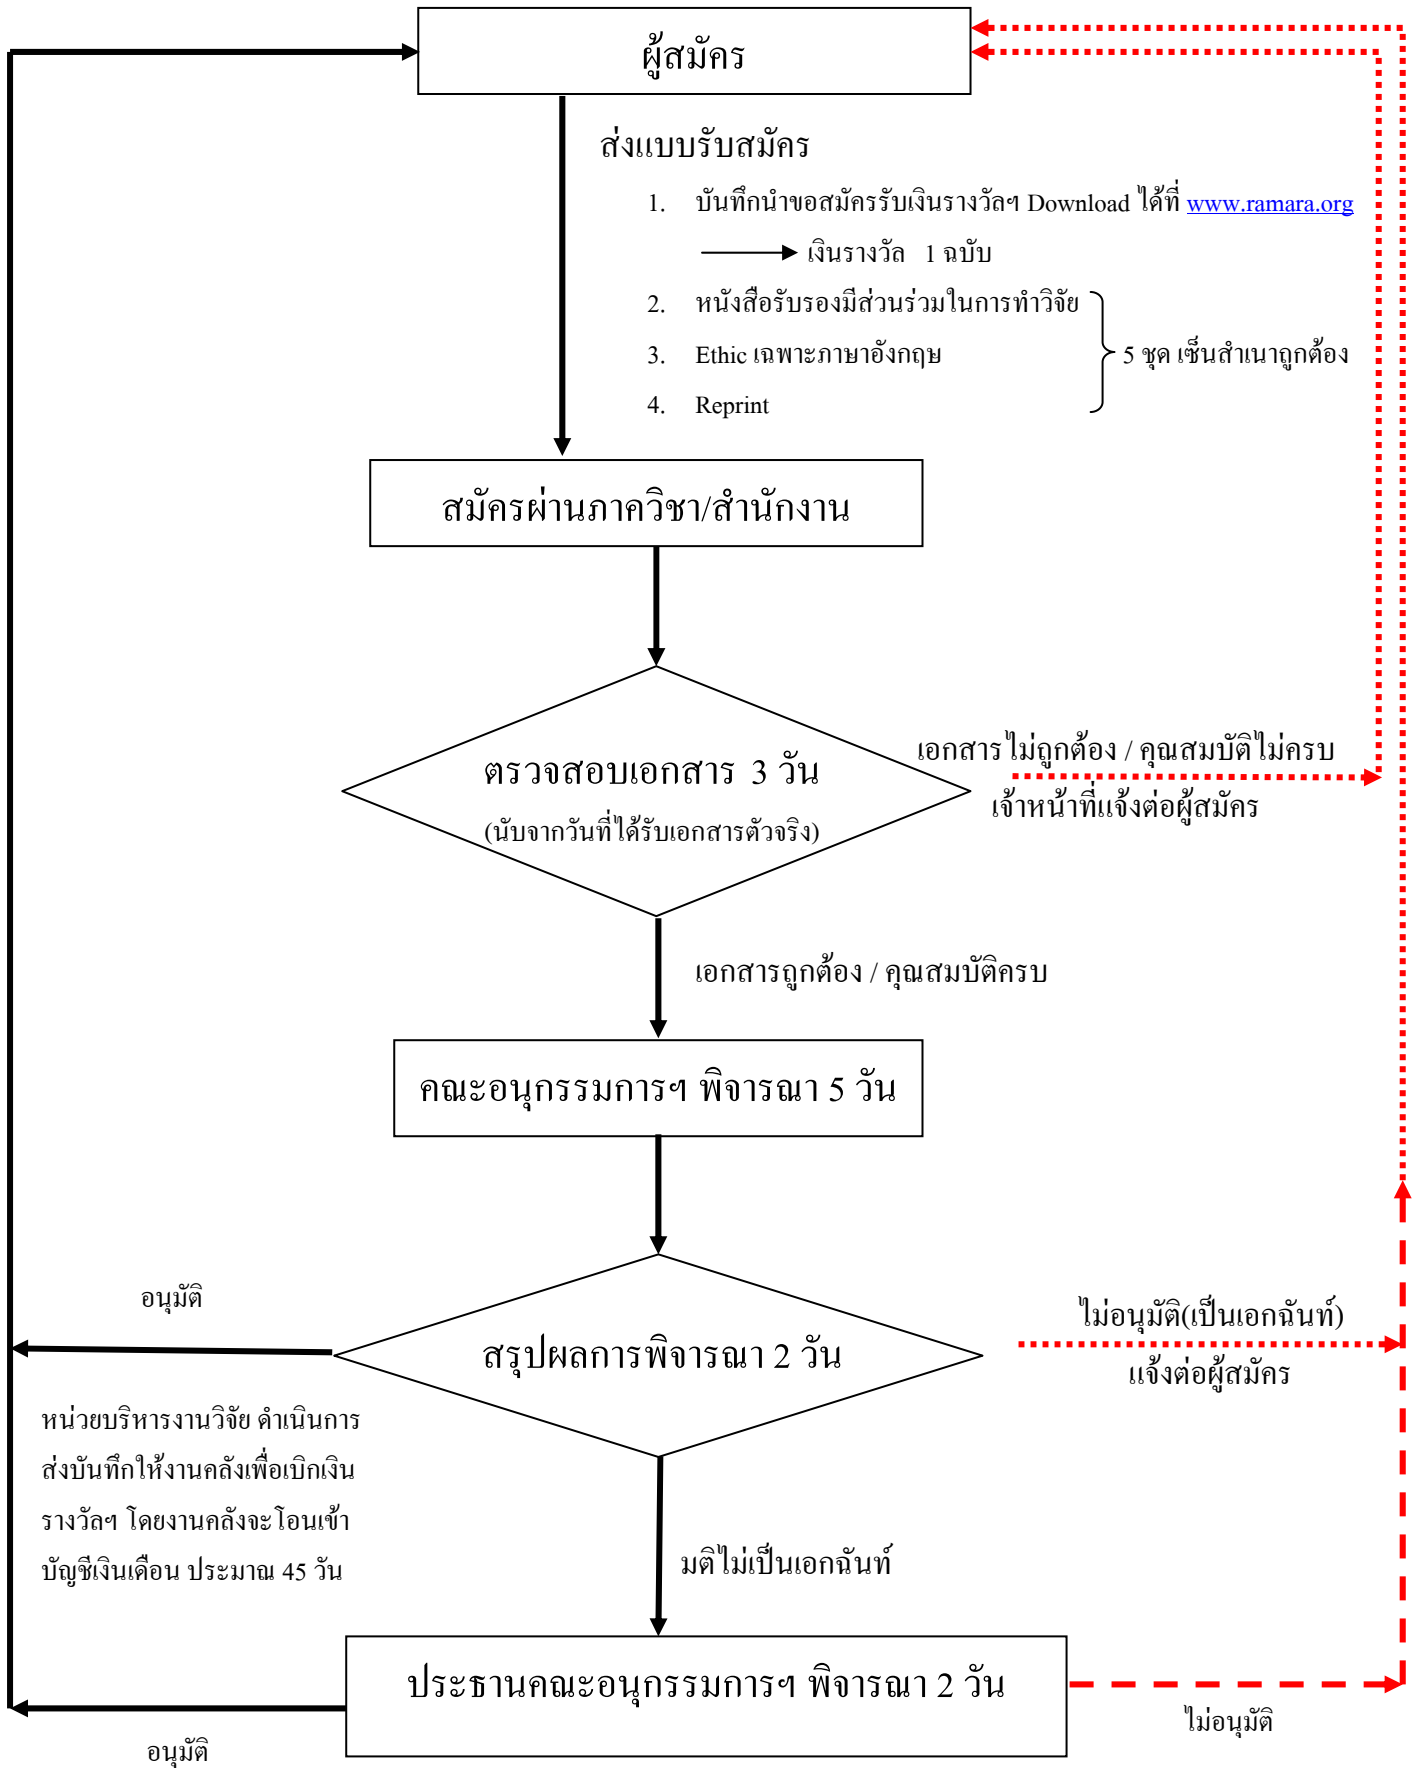 ผู้สมัคร
ส่งแบบรับสมัคร
1. บันทึกนำขอสมัครรับเงินรางวัลฯ Download ได้ที่ www.ramara.org
เงินรางวัล 1 ฉบับ
2. หนังสือรับรองมีส่วนร่วมในการทำวิจัย
3. Ethic เฉพาะภาษาอังกฤษ
5 ชุด เซ็นสำเนาถูกต้อง
4. Reprint
สมัครผ่านภาควิชา/สำนักงาน
ตรวจสอบเอกสาร 3 วัน
(นับจากวันที่ได้รับเอกสารตัวจริง)
เอกสารไม่ถูกต้อง / คุณสมบัติไม่ครบ
เจ้าหน้าที่แจ้งต่อผู้สมัคร
เอกสารถูกต้อง / คุณสมบัติครบ
คณะอนุกรรมการฯ พิจารณา 5 วัน
อนุมัติ
สรุปผลการพิจารณา 2 วัน
ไม่อนุมัติ(เป็นเอกฉันท์)
แจ้งต่อผู้สมัคร
หน่วยบริหารงานวิจัย ดำเนินการ
ส่งบันทึกให้งานคลังเพื่อเบิกเงิน
รางวัลฯ โดยงานคลังจะโอนเข้า
บัญชีเงินเดือน ประมาณ 45 วัน
มติไม่เป็นเอกฉันท์
ประธานคณะอนุกรรมการฯ พิจารณา 2 วัน
ไม่อนุมัติ
อนุมัติ